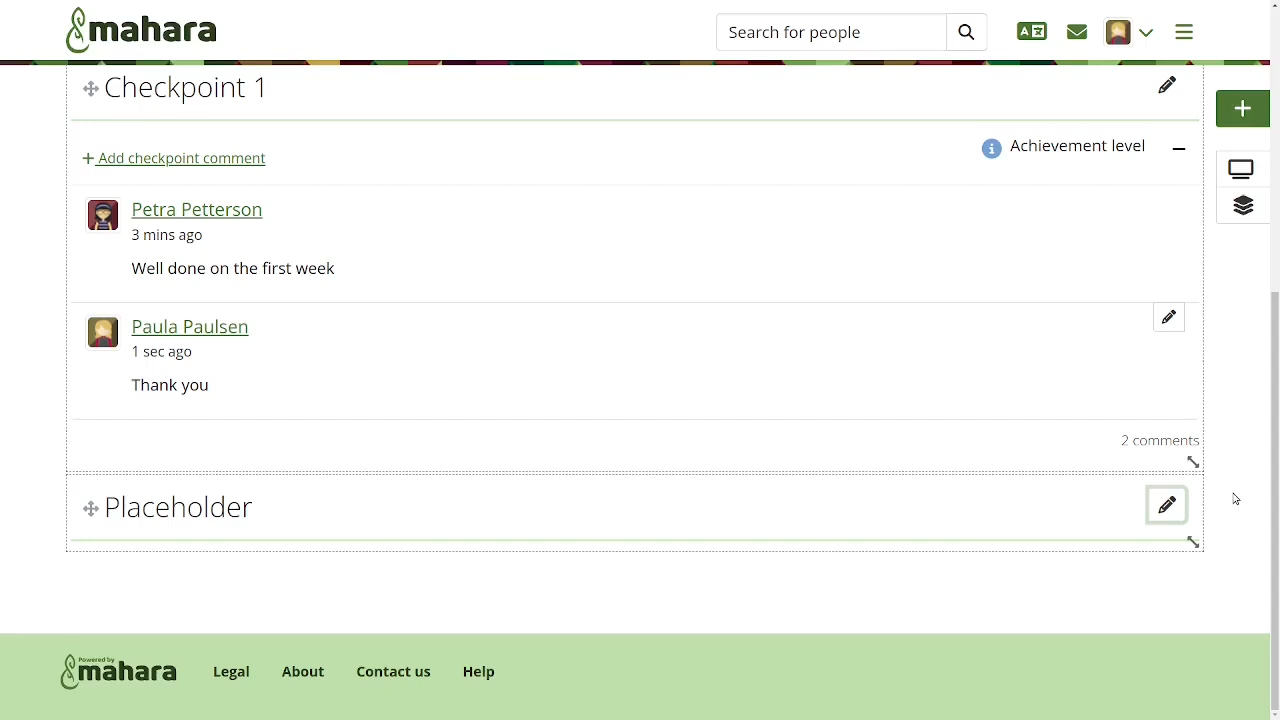 mahara
Search for people
Checkpoint 1
+ Add checkpoint comment
Achievement level
Petra Petterson
3 mins ago
Well done on the first week
Paula Paulsen
1 sec ago
Thank you
2 comments
Placeholder
Powered by
mahara
Legal
About
Contact us
Help